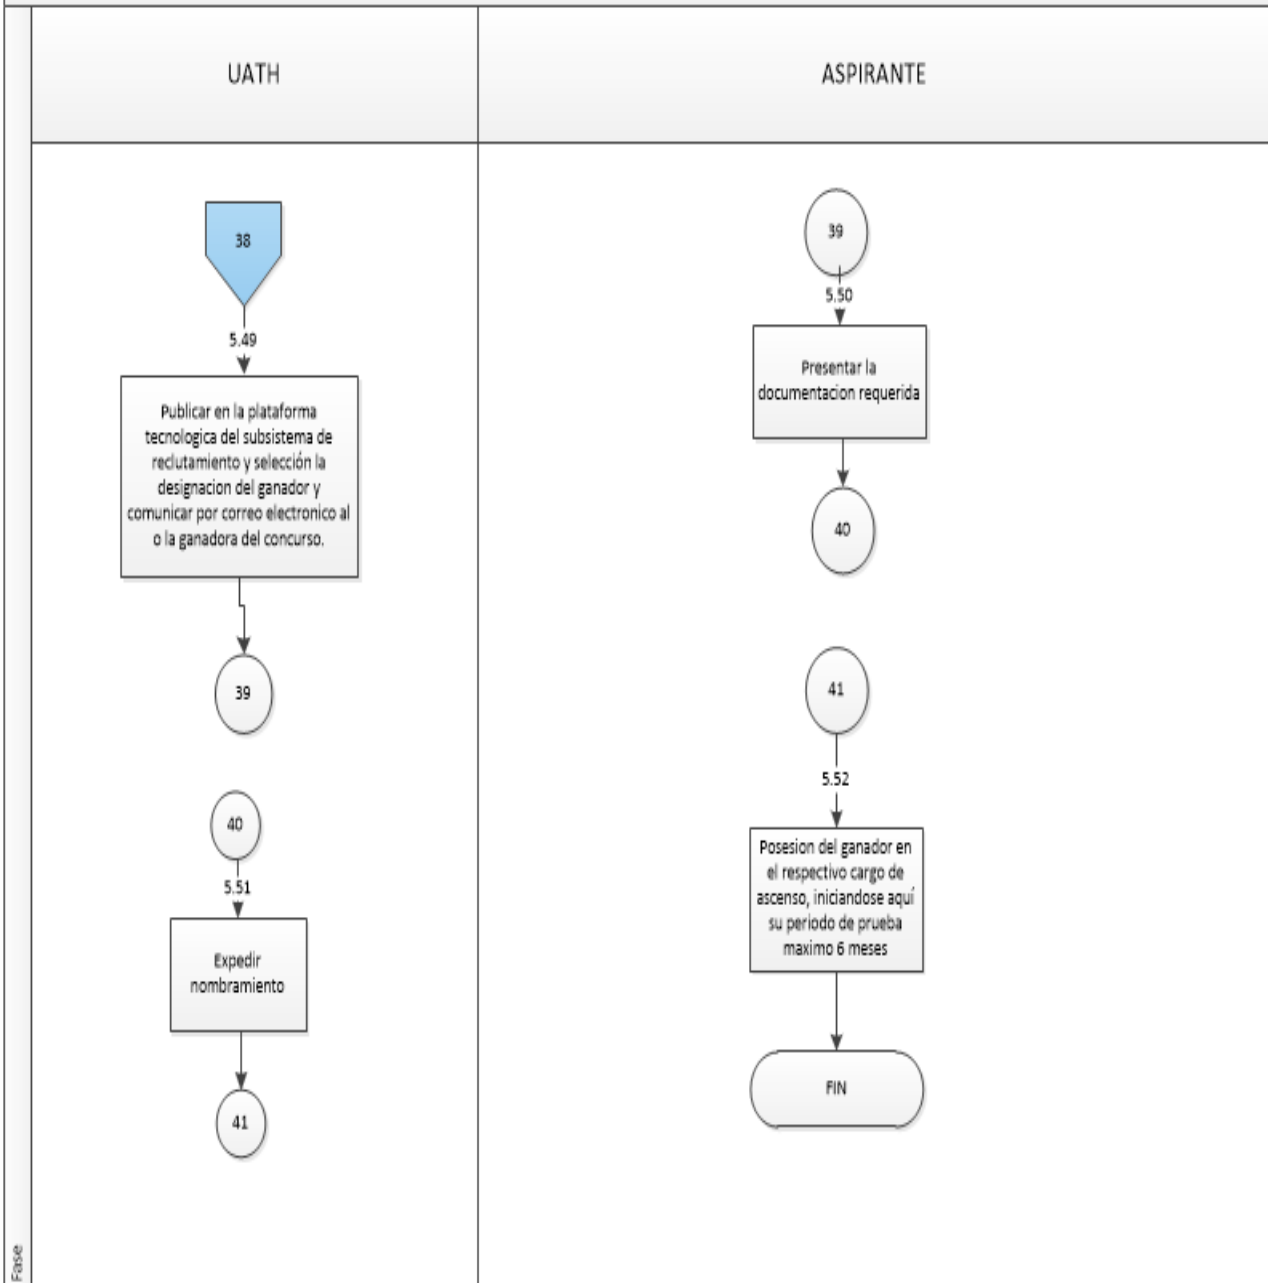 UATH
ASPIRANTE
38
5.49
Publicar en la plataforma
tecnologica del subsistema de
reclutamiento y selección la
designacion del ganador y
comunicar por correo electronico al
o la ganadora del concurso.
39
40
5.51
Expedir
nombramiento
41
39
5.50
Presentar la
documentacion requerida
40
41
5.52
Posesion del ganador en
el respectivo cargo de
ascenso, iniciandose aquí
su periodo de prueba
maximo 6 meses
FIN
Fase